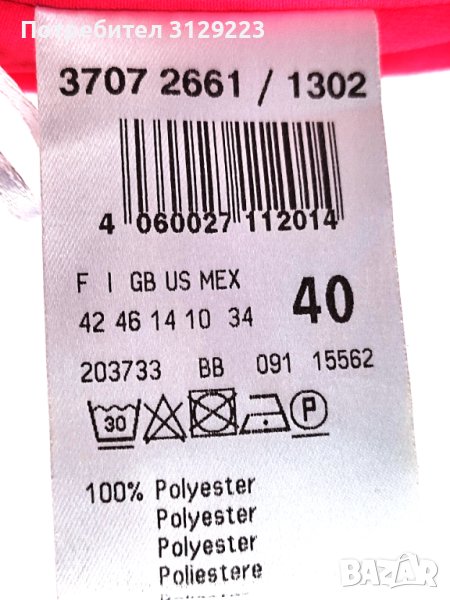 Потребител 3129223
3707 2661 / 1302
4 060027 112014
F I GB US MEX
42 46 14 10 34 40
203733 BB 091 15562
30 P
100% Polyester
Polyester
Polyester
Poliestere
bazar